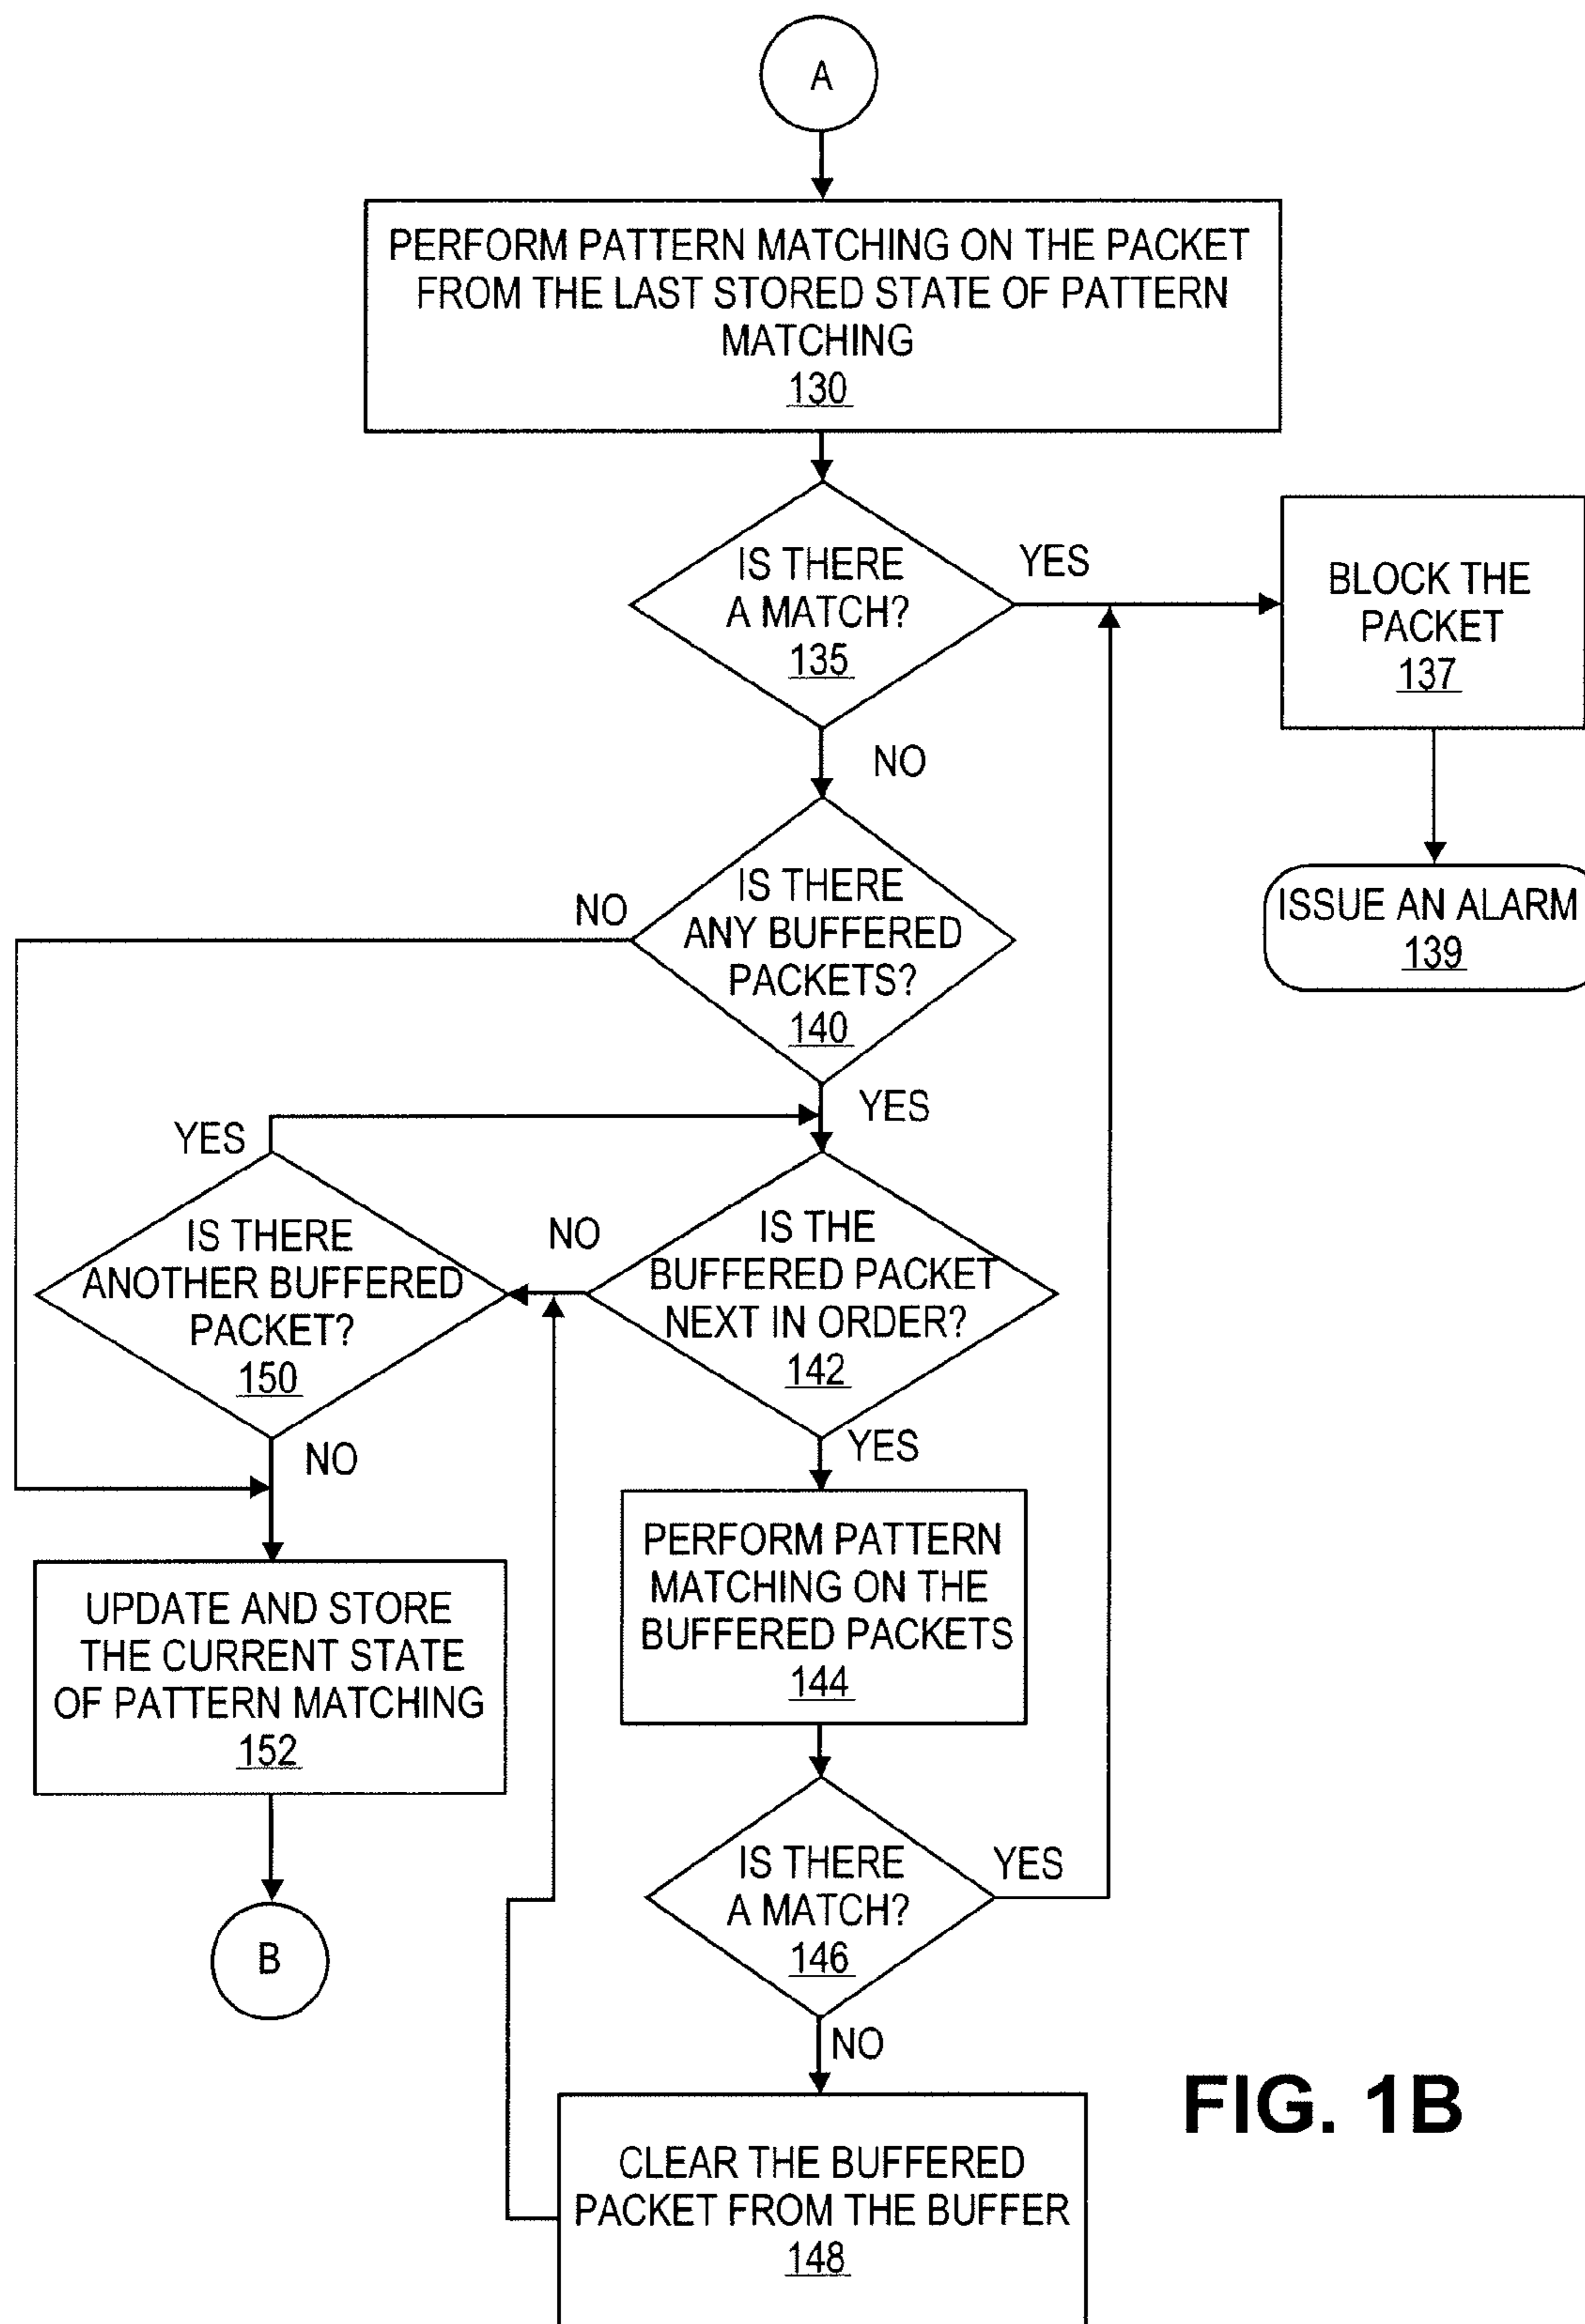 A
PERFORM PATTERN MATCHING ON THE PACKET
FROM THE LAST STORED STATE OF PATTERN
MATCHING
130
IS THERE
A MATCH?
135
YES
BLOCK THE
PACKET
137
NO
ISSUE AN ALARM
139
IS THERE
ANY BUFFERED
PACKETS?
140
NO
YES
YES
IS THERE
ANOTHER BUFFERED
PACKET?
150
NO
IS THE
BUFFERED PACKET
NEXT IN ORDER?
142
NO
YES
UPDATE AND STORE
THE CURRENT STATE
OF PATTERN MATCHING
152
PERFORM PATTERN
MATCHING ON THE
BUFFERED PACKETS
144
IS THERE
A MATCH?
146
YES
B
NO
CLEAR THE BUFFERED
PACKET FROM THE BUFFER
148
FIG. 1B